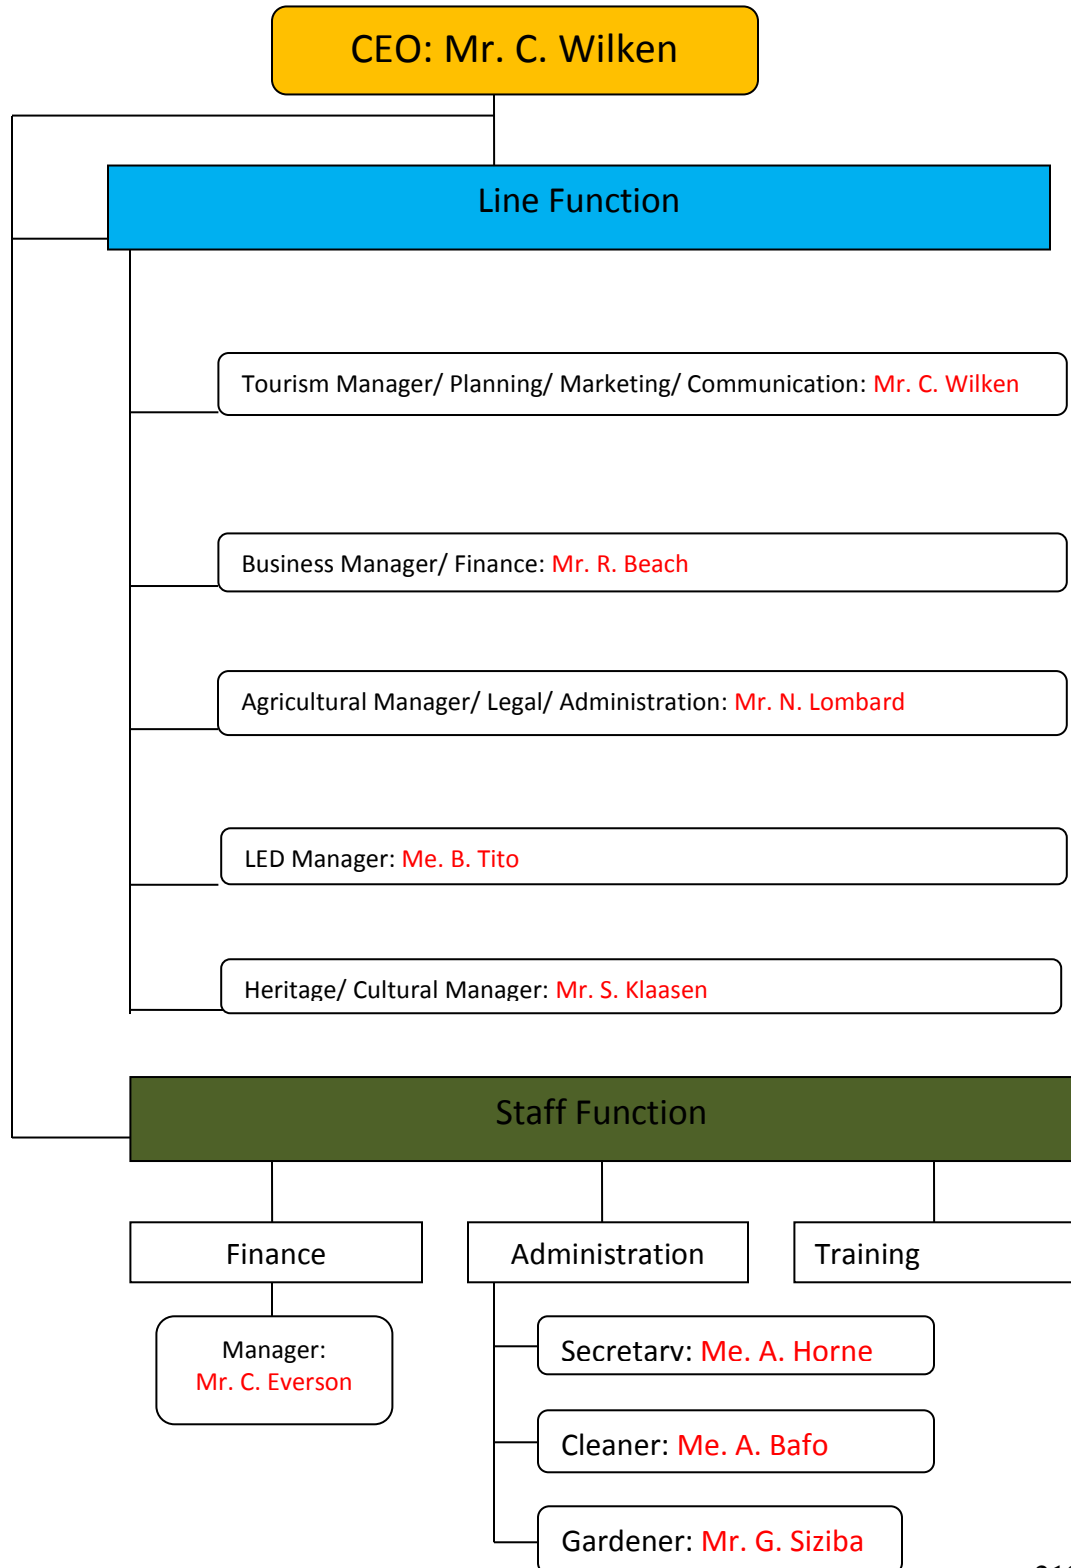 CEO: Mr. C. Wilken
Line Function
Tourism Manager/ Planning/ Marketing/ Communication: Mr. C. Wilken
Business Manager/ Finance: Mr. R. Beach
Agricultural Manager/ Legal/ Administration: Mr. N. Lombard
LED Manager: Me. B. Tito
Heritage/ Cultural Manager: Mr. S. Klaasen
Staff Function
Finance
Administration
Training
Manager:
Mr. C. Everson
Secretary: Me. A. Horne
Cleaner: Me. A. Bafo
Gardener: Mr. G. Siziba